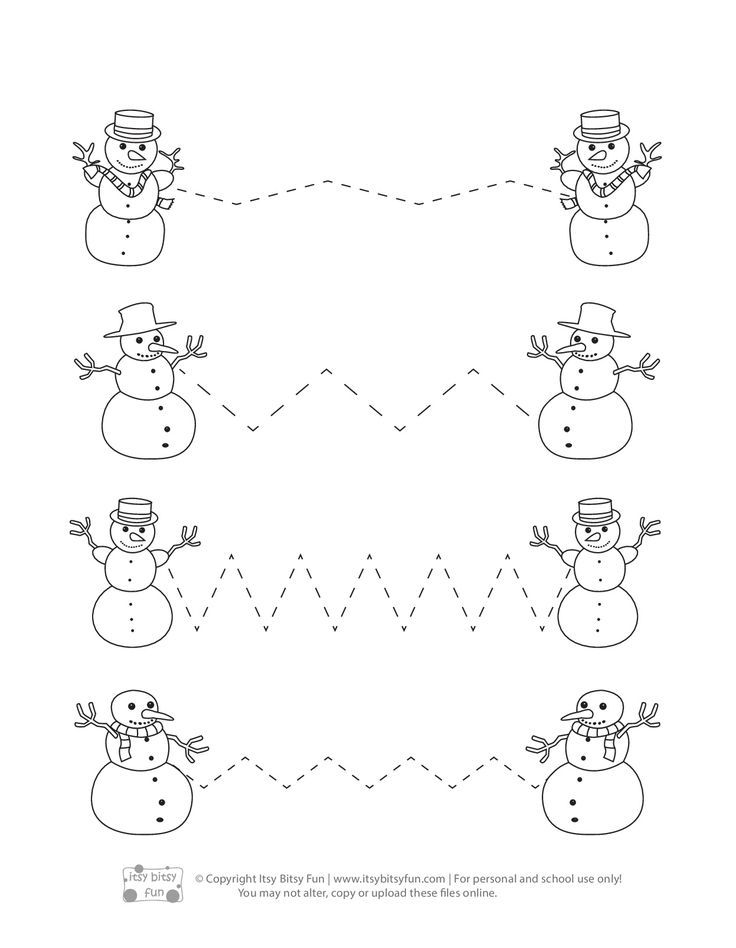 itsy bitsy
fun
© Copyright Itsy Bitsy Fun | www.itsybitsyfun.com | For personal and school use only!
You may not alter, copy or upload these files online.